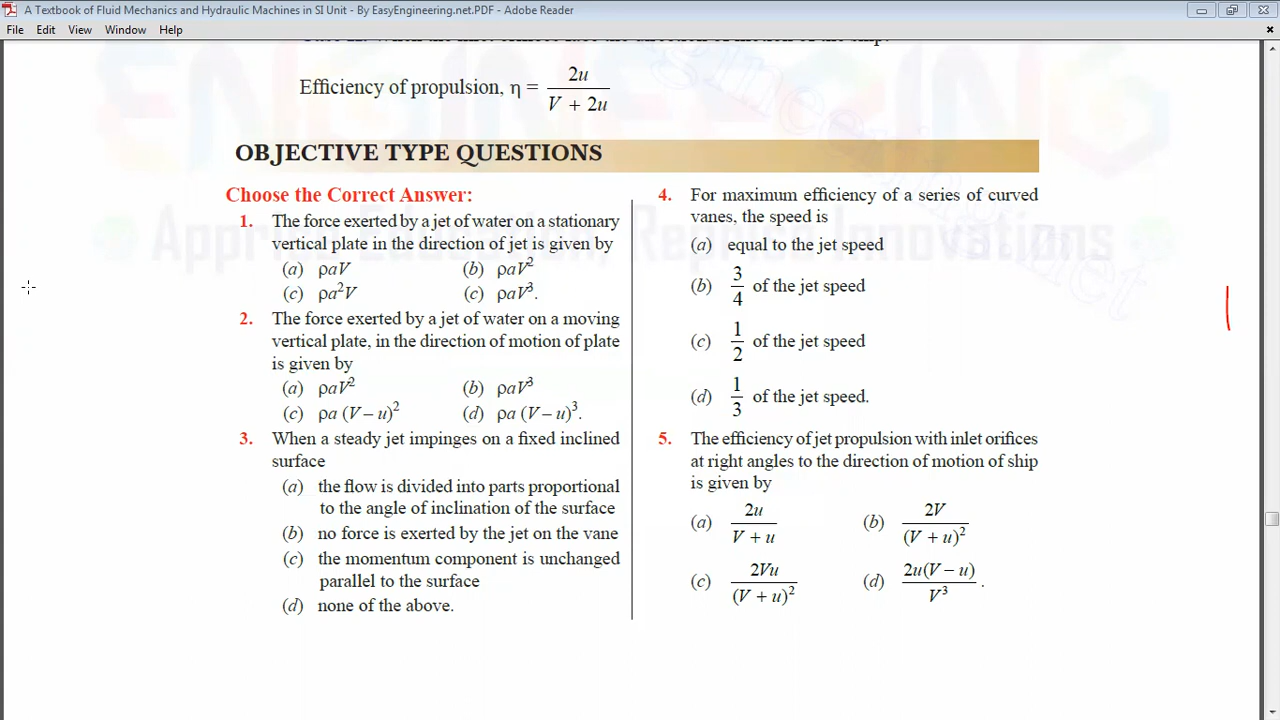 A Textbook of Fluid Mechanics and Hydraulic Machines in SI Unit - By EasyEngineering.net.PDF - Adobe Reader
File Edit View Window Help
Efficiency of propulsion, η = 2u / V + 2u
OBJECTIVE TYPE QUESTIONS
Choose the Correct Answer:
1. The force exerted by a jet of water on a stationary
vertical plate in the direction of jet is given by
(a) ρaV (b) ρaV²
(c) ρa²V (c) ρaV³.
2. The force exerted by a jet of water on a moving
vertical plate, in the direction of motion of plate
is given by
(a) ρaV² (b) ρaV³
(c) ρa (V – u)² (d) ρa (V – u)³.
3. When a steady jet impinges on a fixed inclined
surface
(a) the flow is divided into parts proportional
to the angle of inclination of the surface
(b) no force is exerted by the jet on the vane
(c) the momentum component is unchanged
parallel to the surface
(d) none of the above.
4. For maximum efficiency of a series of curved
vanes, the speed is
(a) equal to the jet speed
(b) 3/4 of the jet speed
(c) 1/2 of the jet speed
(d) 1/3 of the jet speed.
5. The efficiency of jet propulsion with inlet orifices
at right angles to the direction of motion of ship
is given by
(a) 2u / V + u (b) 2V / (V + u)²
(c) 2Vu / (V + u)² (d) 2u(V – u) / V³ .